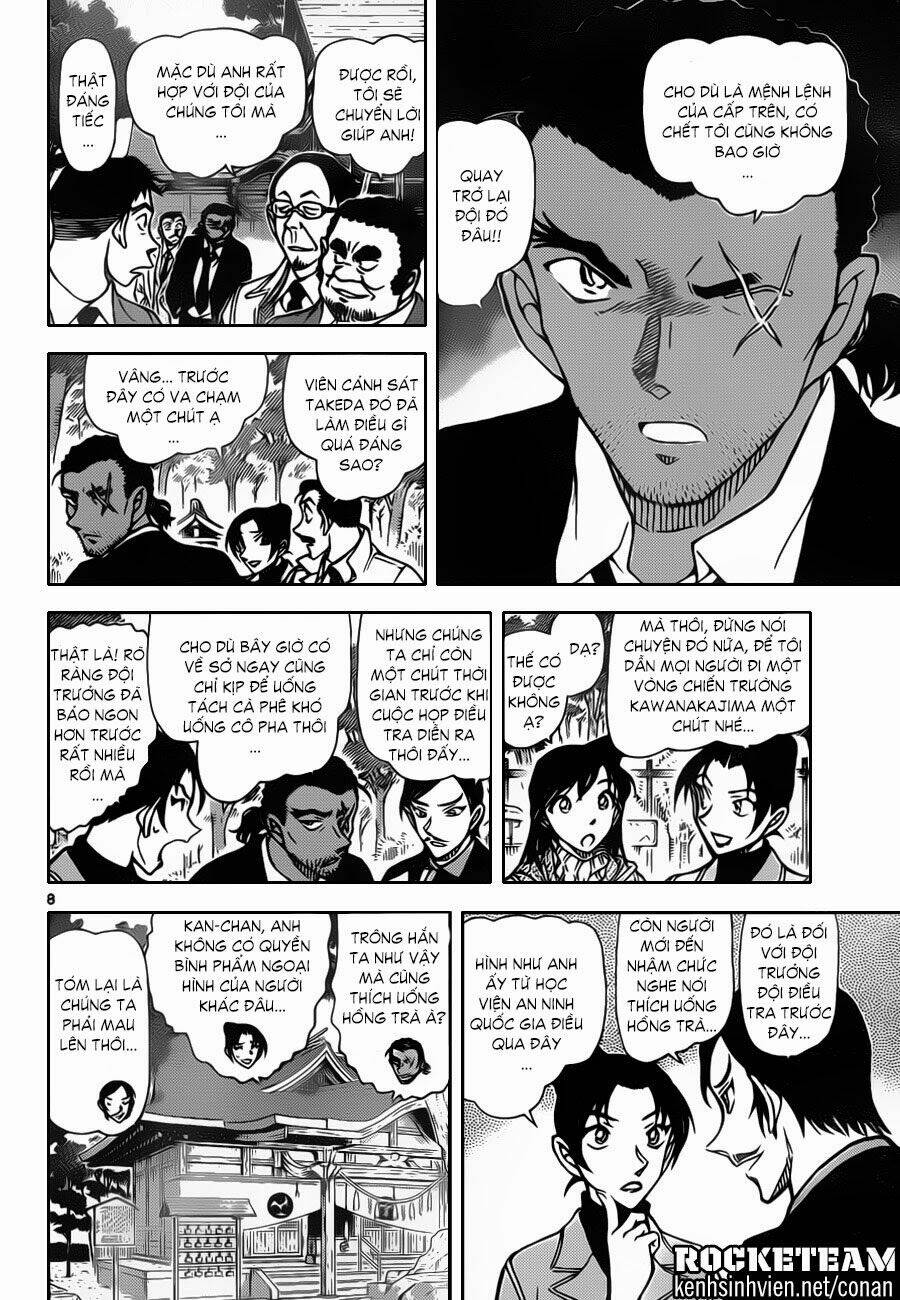 CHO DÙ LÀ MỆNH LỆNH
CỦA CẤP TRÊN, CÓ
CHẾT TÔI CŨNG KHÔNG
BAO GIỜ
...
QUAY
TRỞ LẠI
ĐỘI ĐÓ
ĐÂU!!
ĐƯỢC RỒI,
TÔI SẼ
CHUYỂN LỜI
GIÚP ANH!
MẶC DÙ ANH RẤT
HỢP VỚI ĐỘI CỦA
CHÚNG TÔI MÀ
...
THẬT
ĐÁNG
TIẾC
...
VIÊN CẢNH SÁT
TAKEDA ĐÓ ĐÃ
LÀM ĐIỀU GÌ
QUÁ ĐÁNG
SAO?
VÂNG... TRƯỚC
ĐÂY CÓ VA CHẠM
MỘT CHÚT Ạ
...
MÀ THÔI, ĐỪNG NÓI
CHUYỆN ĐÓ NỮA, ĐỂ TÔI
DẪN MỌI NGƯỜI ĐI MỘT
VÒNG CHIẾN TRƯỜNG
KAWANAKAJIMA MỘT
CHÚT NHÉ...
DẠ?
THẾ CÓ
ĐƯỢC
KHÔNG
Ạ?
NHƯNG CHÚNG
TA CHỈ CÒN
MỘT CHÚT THỜI
GIAN TRƯỚC KHI
CUỘC HỌP ĐIỀU
TRA DIỄN RA
THÔI ĐẤY...
CHO DÙ BÂY GIỜ CÓ
VỀ SỞ NGAY CŨNG
CHỈ KỊP ĐỂ UỐNG
TÁCH CÀ PHÊ KHÓ
UỐNG CÔ PHA THÔI
...
THẬT LÀ! RÕ
RÀNG ĐỘI
TRƯỞNG ĐÃ
BẢO NGON
HƠN TRƯỚC
RẤT NHIỀU
RỒI MÀ
...
8
ĐÓ LÀ ĐỐI
VỚI ĐỘI
TRƯỞNG
ĐỘI ĐIỀU
TRA TRƯỚC
ĐÂY...
CÒN NGƯỜI
MỚI ĐẾN
NHẬM CHỨC
NGHE NÓI
THÍCH UỐNG
HỒNG TRÀ...
HÌNH NHƯ ANH
ẤY TỪ HỌC
VIỆN AN NINH
QUỐC GIA ĐIỀU
QUA ĐÂY
...
TRÔNG HẮN
TA NHƯ VẬY
MÀ CŨNG
THÍCH UỐNG
HỒNG TRÀ À?
KAN-CHAN, ANH
KHÔNG CÓ QUYỀN
BÌNH PHẨM NGOẠI
HÌNH CỦA NGƯỜI
KHÁC ĐÂU...
TÓM LẠI LÀ
CHÚNG TA
PHẢI MAU
LÊN THÔI...
ROCKETEAM
kenhsinhvien.net/conan